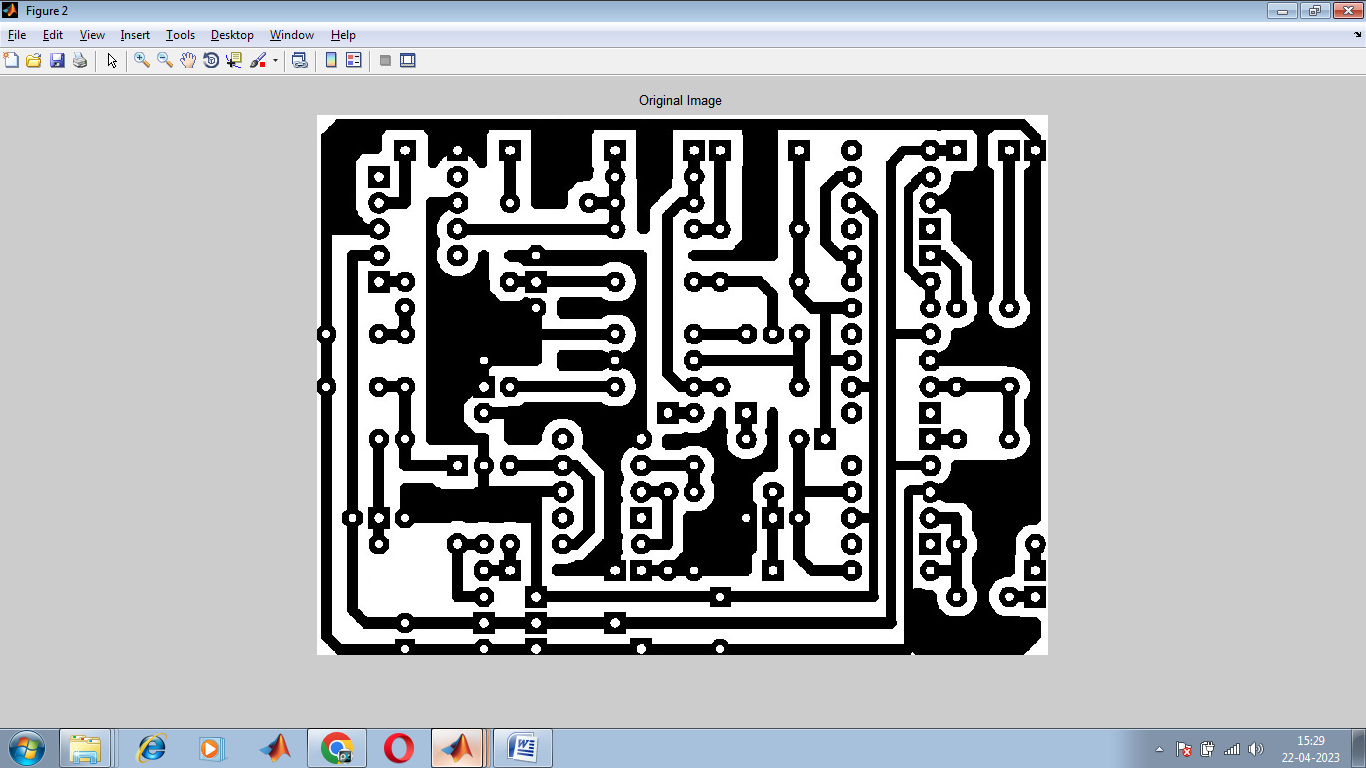 Figure 2
File Edit View Insert Tools Desktop Window Help
Original Image
15:29
22-04-2023